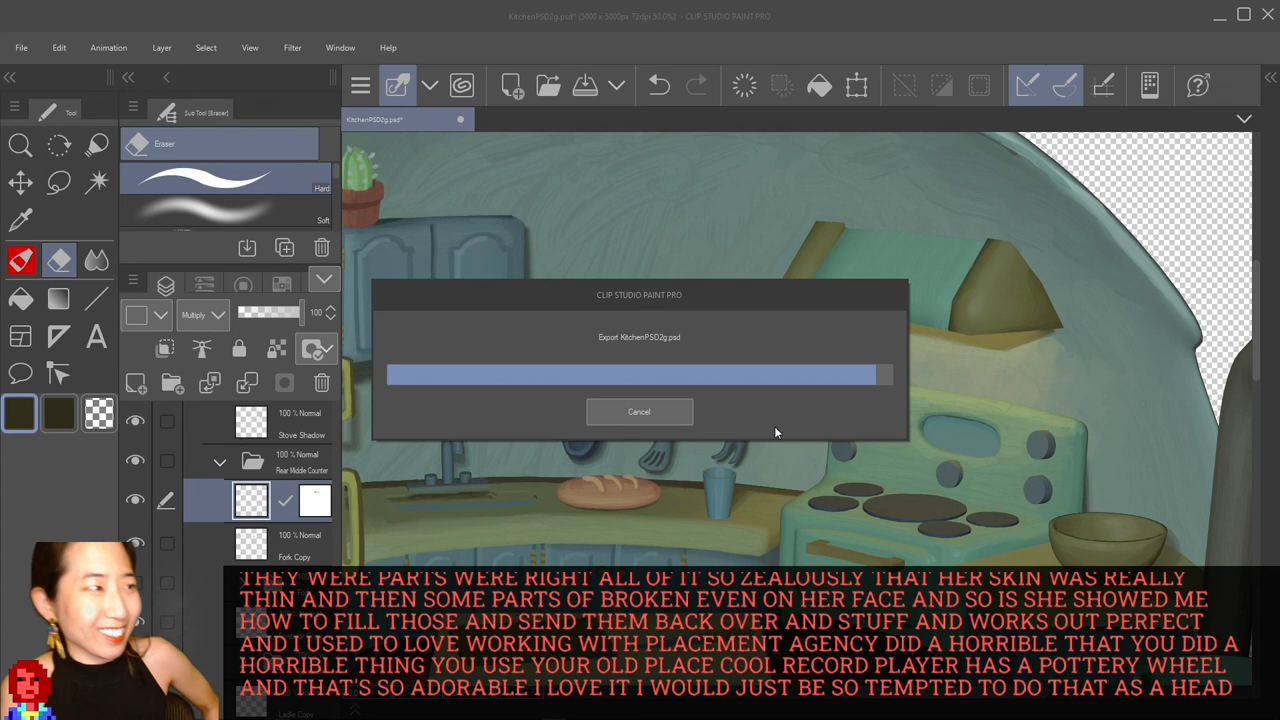 KitchenPSD2g.psd* (5000 x 5000px 72dpi 50.0%) - CLIP STUDIO PAINT PRO
File Edit Animation Layer Select View Filter Window Help
Tool
Sub Tool [Eraser]
KitchenPSD2g.psd*
Eraser
Hard
Soft
Multiply
100
CLIP STUDIO PAINT PRO
Export KitchenPSD2g.psd
Cancel
100 % Normal
Stove Shadow
100 % Normal
Rear Middle Counter
100 % Normal
Fork Copy
Ladle Copy
THEY WERE PARTS WERE RIGHT ALL OF IT SO ZEALOUSLY THAT HER SKIN WAS REALLY
THIN AND THEN SOME PARTS OF BROKEN EVEN ON HER FACE AND SO IS SHE SHOWED ME
HOW TO FILL THOSE AND SEND THEM BACK OVER AND STUFF AND WORKS OUT PERFECT
AND I USED TO LOVE WORKING WITH PLACEMENT AGENCY DID A HORRIBLE THAT YOU DID A
HORRIBLE THING YOU USE YOUR OLD PLACE COOL RECORD PLAYER HAS A POTTERY WHEEL
AND THAT'S SO ADORABLE I LOVE IT I WOULD JUST BE SO TEMPTED TO DO THAT AS A HEAD